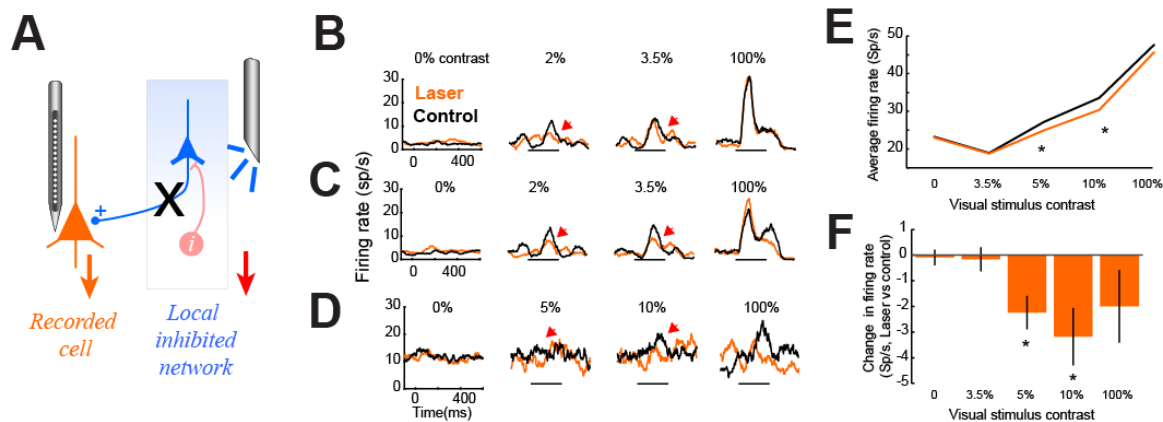 A
+
X
i
Recorded
cell
Local
inhibited
network
B
0% contrast 2% 3.5% 100%
30
20
10
0
Laser
Control
0 400
C
0% 2% 3.5% 100%
30
20
10
0
0 400
D
0% 5% 10% 100%
30
20
10
0
0 400
Time(ms)
Firing rate (sp/s)
E
Average firing rate (Sp/s)
50
40
30
20
* *
0 3.5% 5% 10% 100%
Visual stimulus contrast
F
Change in firing rate
(Sp/s, Laser vs control)
1
0
-1
-2
-3
-4
-5
*
*
0 3.5% 5% 10% 100%
Visual stimulus contrast